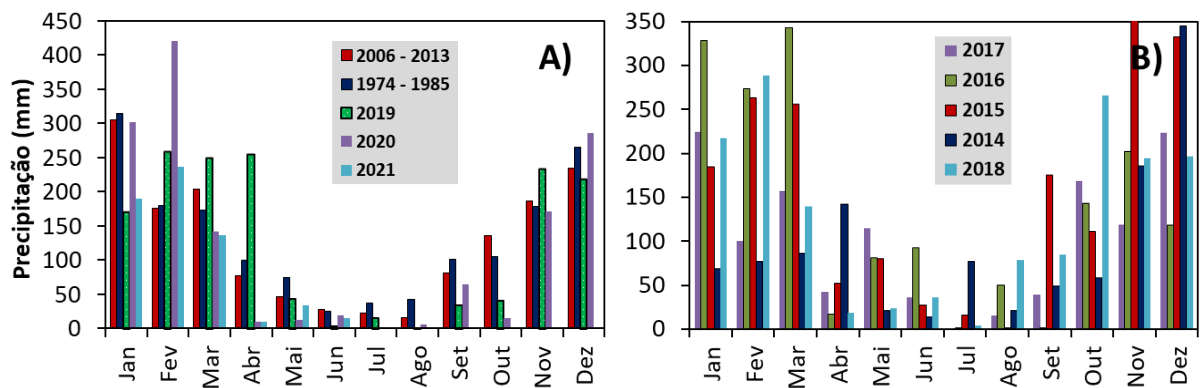 Precipitação (mm)
450
400
350
300
250
200
150
100
50
0
A)
2006 - 2013
1974 - 1985
2019
2020
2021
Jan
Fev
Mar
Abr
Mai
Jun
Jul
Ago
Set
Out
Nov
Dez
350
300
250
200
150
100
50
0
B)
2017
2016
2015
2014
2018
Jan
Fev
Mar
Abr
Mai
Jun
Jul
Ago
Set
Out
Nov
Dez